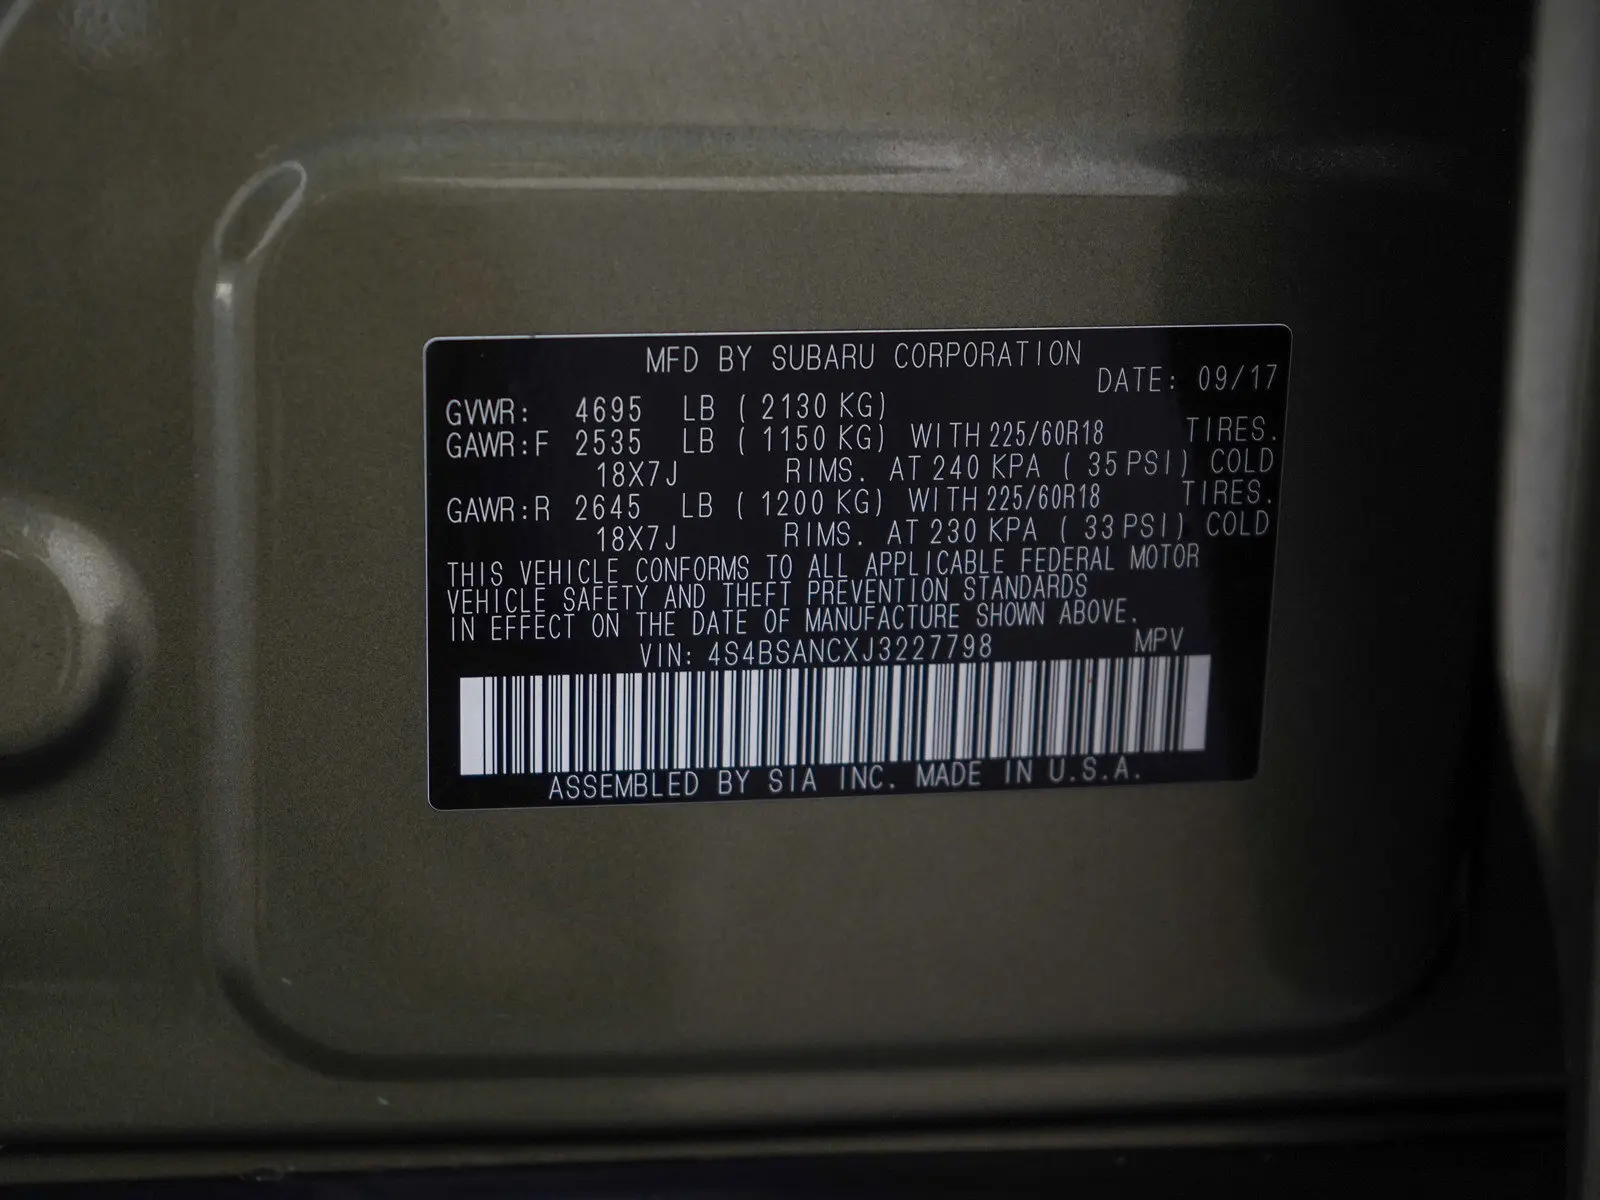 MFD BY SUBARU CORPORATION
DATE: 09/17
GVWR: 4695 LB ( 2130 KG)
GAWR:F 2535 LB ( 1150 KG) WITH 225/60R18 TIRES.
18X7J RIMS. AT 240 KPA ( 35 PSI) COLD
GAWR:R 2645 LB ( 1200 KG) WITH 225/60R18 TIRES.
18X7J RIMS. AT 230 KPA ( 33 PSI) COLD
THIS VEHICLE CONFORMS TO ALL APPLICABLE FEDERAL MOTOR
VEHICLE SAFETY AND THEFT PREVENTION STANDARDS
IN EFFECT ON THE DATE OF MANUFACTURE SHOWN ABOVE.
VIN: 4S4BSANCXJ3227798 MPV
ASSEMBLED BY SIA INC. MADE IN U.S.A.